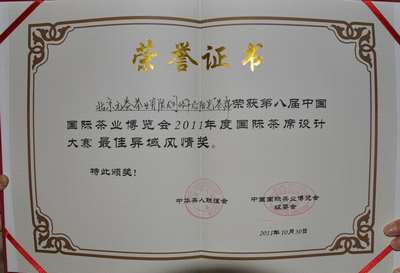 荣誉证书
荣获第八届中国
国际茶业博览会2011年度国际茶席设计
大赛 最佳异域风情奖。
特此颁奖!
中华茶人联谊会 中国国际茶业博览会
组委会
2011年10月30日